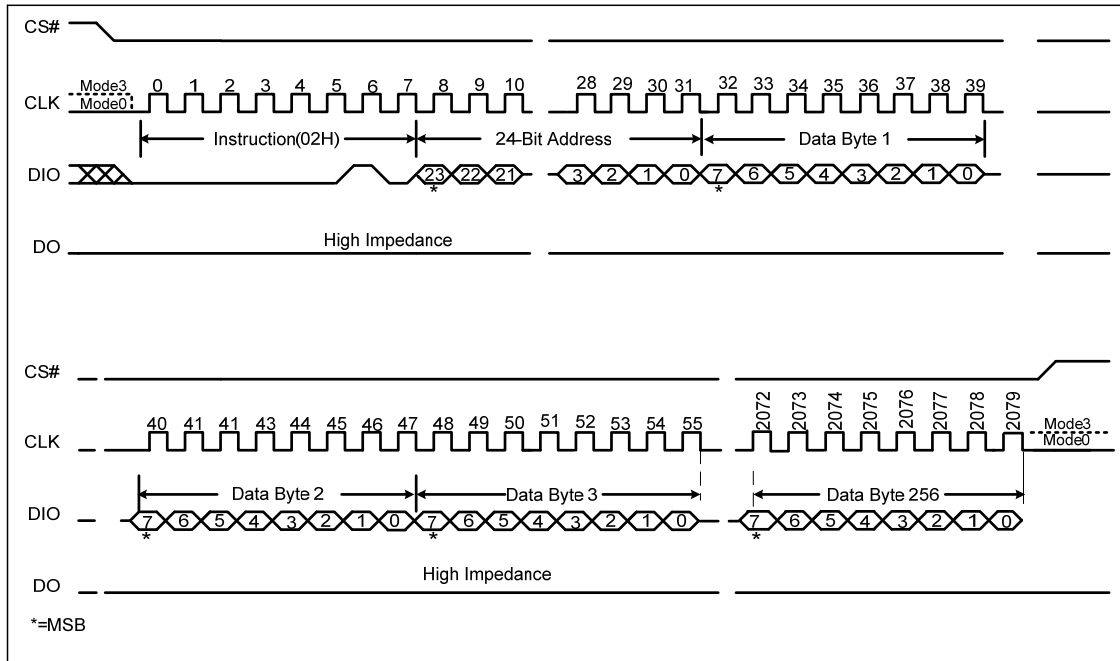 CS#
Mode3
0 1 2 3 4 5 6 7 8 9 10 28 29 30 31 32 33 34 35 36 37 38 39
CLK
Mode0
Instruction(02H) 24-Bit Address Data Byte 1
DIO 23 22 21 3 2 1 0 7 6 5 4 3 2 1 0
* *
High Impedance
DO
CS#
40 41 41 43 44 45 46 47 48 49 50 51 52 53 54 55 2072 2073 2074 2075 2076 2077 2078 2079
Mode3
CLK
Mode0
Data Byte 2 Data Byte 3 Data Byte 256
DIO 7 6 5 4 3 2 1 0 7 6 5 4 3 2 1 0 7 6 5 4 3 2 1 0
* * *
High Impedance
DO
*=MSB